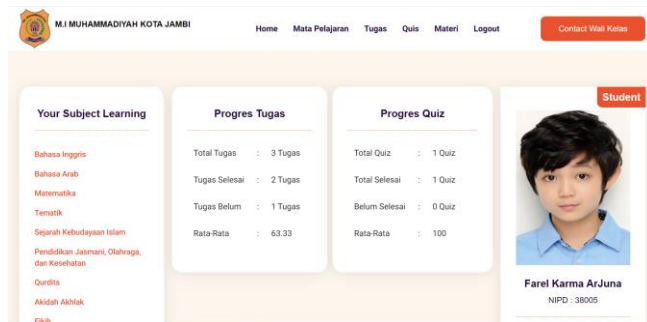 M.I MUHAMMADIYAH KOTA JAMBI
Home Mata Pelajaran Tugas Quis Materi Logout
Contact Wali Kelas
Your Subject Learning
Bahasa Inggris
Bahasa Arab
Matematika
Tematik
Sejarah Kebudayaan Islam
Pendidikan Jasmani, Olahraga,
dan Kesehatan
Qurdita
Akidah Akhlak
Fikih
Progres Tugas
Total Tugas : 3 Tugas
Tugas Selesai : 2 Tugas
Tugas Belum : 1 Tugas
Rata-Rata : 63.33
Progres Quiz
Total Quiz : 1 Quiz
Total Selesai : 1 Quiz
Belum Selesai : 0 Quiz
Rata-Rata : 100
Student
Farel Karma ArJuna
NIPD : 38005